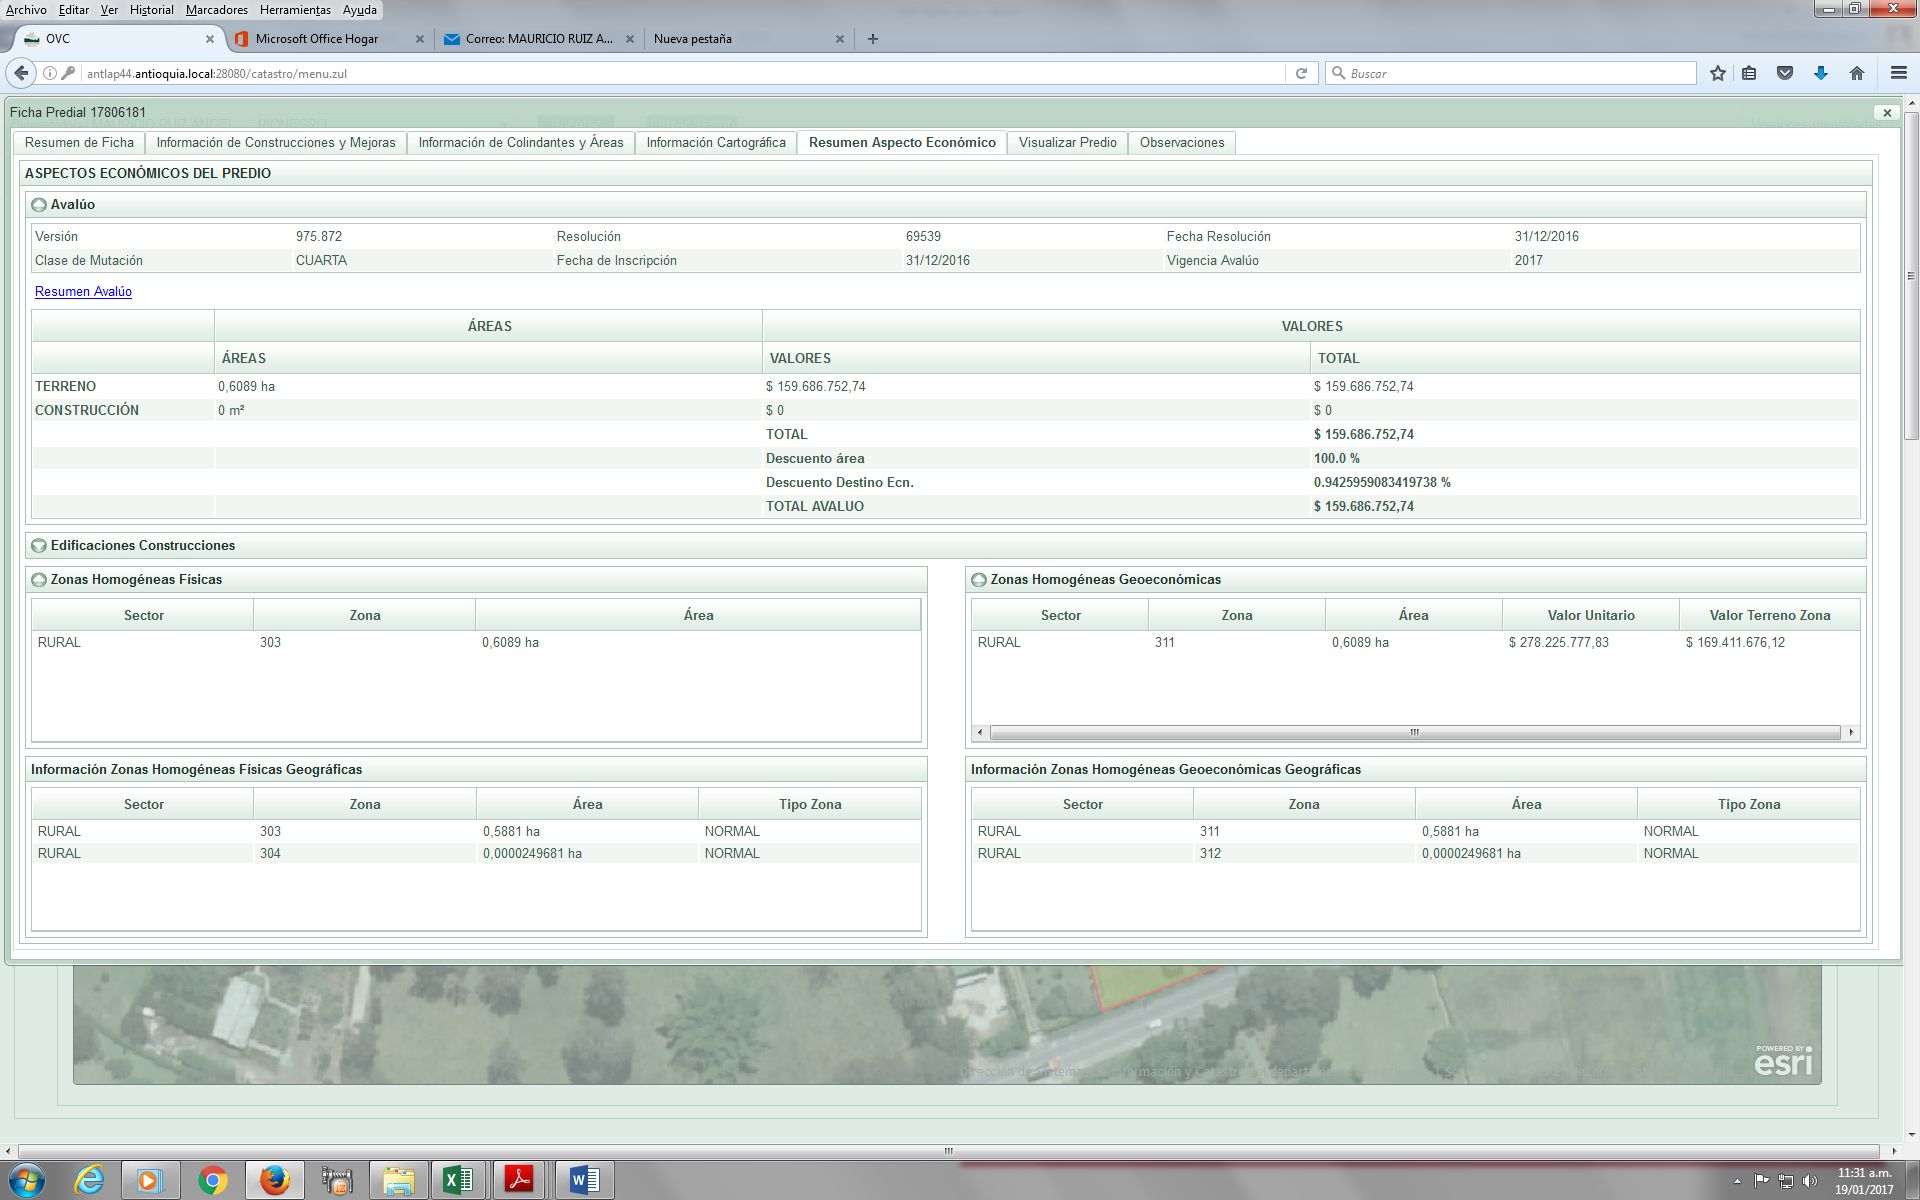 Archivo Editar Ver Historial Marcadores Herramientas Ayuda
OVC Microsoft Office Hogar Correo: MAURICIO RUIZ A... Nueva pestaña
antlap44.antioquia.local:28080/catastro/menu.zul Buscar
Ficha Predial 17806181
Resumen de Ficha Información de Construcciones y Mejoras Información de Colindantes y Áreas Información Cartográfica Resumen Aspecto Económico Visualizar Predio Observaciones
ASPECTOS ECONÓMICOS DEL PREDIO
Avalúo
Versión 975.872 Resolución 69539 Fecha Resolución 31/12/2016
Clase de Mutación CUARTA Fecha de Inscripción 31/12/2016 Vigencia Avalúo 2017
Resumen Avalúo
ÁREAS VALORES
ÁREAS VALORES TOTAL
TERRENO 0,6089 ha $ 159.686.752,74 $ 159.686.752,74
CONSTRUCCIÓN 0 m² $ 0 $ 0
TOTAL $ 159.686.752,74
Descuento área 100.0 %
Descuento Destino Ecn. 0.9425959083419738 %
TOTAL AVALUO $ 159.686.752,74
Edificaciones Construcciones
Zonas Homogéneas Físicas
Sector Zona Área
RURAL 303 0,6089 ha
Zonas Homogéneas Geoeconómicas
Sector Zona Área Valor Unitario Valor Terreno Zona
RURAL 311 0,6089 ha $ 278.225.777,83 $ 169.411.676,12
Información Zonas Homogéneas Físicas Geográficas
Sector Zona Área Tipo Zona
RURAL 303 0,5881 ha NORMAL
RURAL 304 0,0000249681 ha NORMAL
Información Zonas Homogéneas Geoeconómicas Geográficas
Sector Zona Área Tipo Zona
RURAL 311 0,5881 ha NORMAL
RURAL 312 0,0000249681 ha NORMAL
POWERED BY
esri
11:31 a.m.
19/01/2017